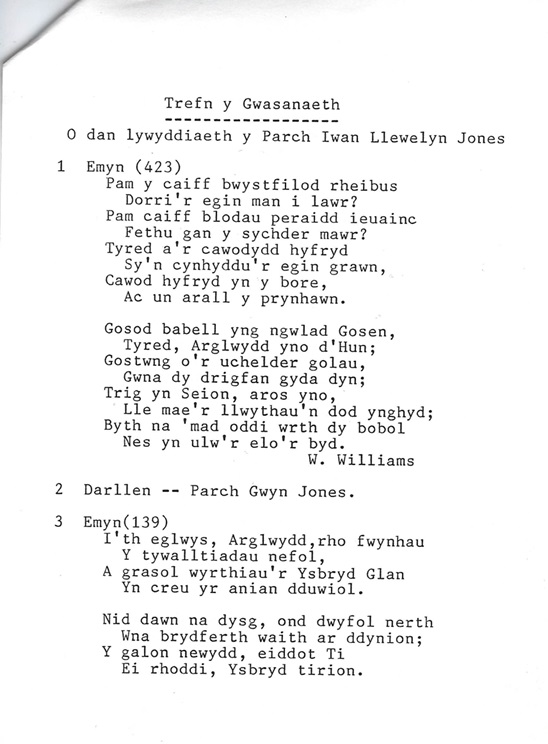 Trefn y Gwasanaeth
------------------
O dan lywyddiaeth y Parch Iwan Llewelyn Jones
1 Emyn (423)
Pam y caiff bwystfilod rheibus
Dorri'r egin man i lawr?
Pam caiff blodau peraidd ieuainc
Fethu gan y sychder mawr?
Tyred a'r cawodydd hyfryd
Sy'n cynhyddu'r egin grawn,
Cawod hyfryd yn y bore,
Ac un arall y prynhawn.
Gosod babell yng ngwlad Gosen,
Tyred, Arglwydd yno d'Hun;
Gostwng o'r uchelder golau,
Gwna dy drigfan gyda dyn;
Trig yn Seion, aros yno,
Lle mae'r llwythau'n dod ynghyd;
Byth na 'mad oddi wrth dy bobol
Nes yn ulw'r elo'r byd.
W. Williams
2 Darllen -- Parch Gwyn Jones.
3 Emyn(139)
I'th eglwys, Arglwydd,rho fwynhau
Y tywalltiadau nefol,
A grasol wyrthiau'r Ysbryd Glan
Yn creu yr anian dduwiol.
Nid dawn na dysg, ond dwyfol nerth
Wna brydferth waith ar ddynion;
Y galon newydd, eiddot Ti
Ei rhoddi, Ysbryd tirion.